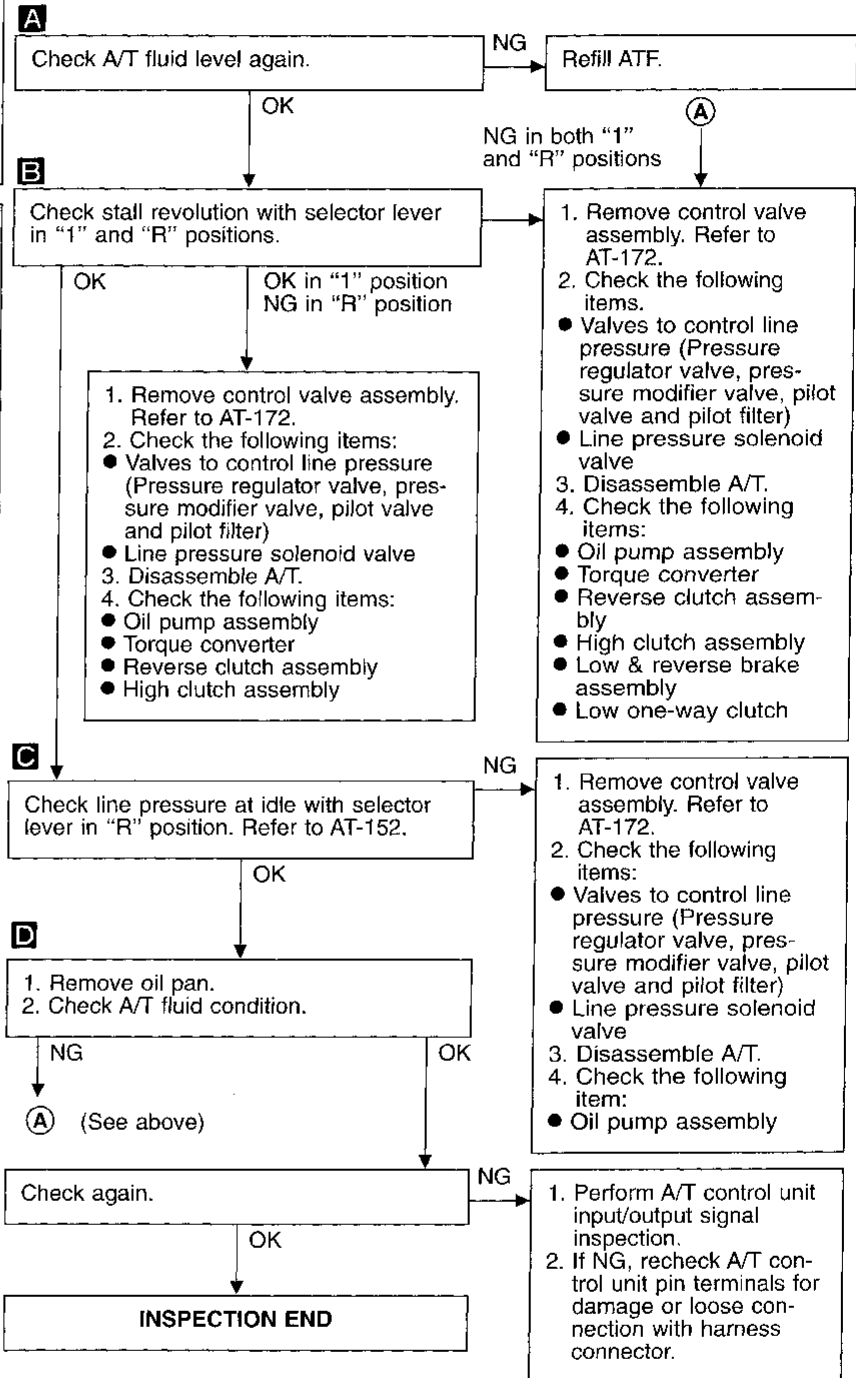 A
Check A/T fluid level again.
NG
Refill ATF.
OK
A
NG in both “1”
and “R” positions
B
Check stall revolution with selector lever
in “1” and “R” positions.
OK
OK in “1” position
NG in “R” position
1. Remove control valve
assembly. Refer to
AT-172.
2. Check the following
items.
● Valves to control line
pressure (Pressure
regulator valve, pres-
sure modifier valve, pilot
valve and pilot filter)
● Line pressure solenoid
valve
3. Disassemble A/T.
4. Check the following
items:
● Oil pump assembly
● Torque converter
● Reverse clutch assem-
bly
● High clutch assembly
● Low & reverse brake
assembly
● Low one-way clutch
1. Remove control valve assembly.
Refer to AT-172.
2. Check the following items:
● Valves to control line pressure
(Pressure regulator valve, pres-
sure modifier valve, pilot valve
and pilot filter)
● Line pressure solenoid valve
3. Disassemble A/T.
4. Check the following items:
● Oil pump assembly
● Torque converter
● Reverse clutch assembly
● High clutch assembly
C
Check line pressure at idle with selector
lever in “R” position. Refer to AT-152.
NG
OK
1. Remove control valve
assembly. Refer to
AT-172.
2. Check the following
items:
● Valves to control line
pressure (Pressure
regulator valve, pres-
sure modifier valve, pilot
valve and pilot filter)
● Line pressure solenoid
valve
3. Disassemble A/T.
4. Check the following
item:
● Oil pump assembly
D
1. Remove oil pan.
2. Check A/T fluid condition.
NG
OK
A (See above)
Check again.
NG
OK
1. Perform A/T control unit
input/output signal
inspection.
2. If NG, recheck A/T con-
trol unit pin terminals for
damage or loose con-
nection with harness
connector.
INSPECTION END